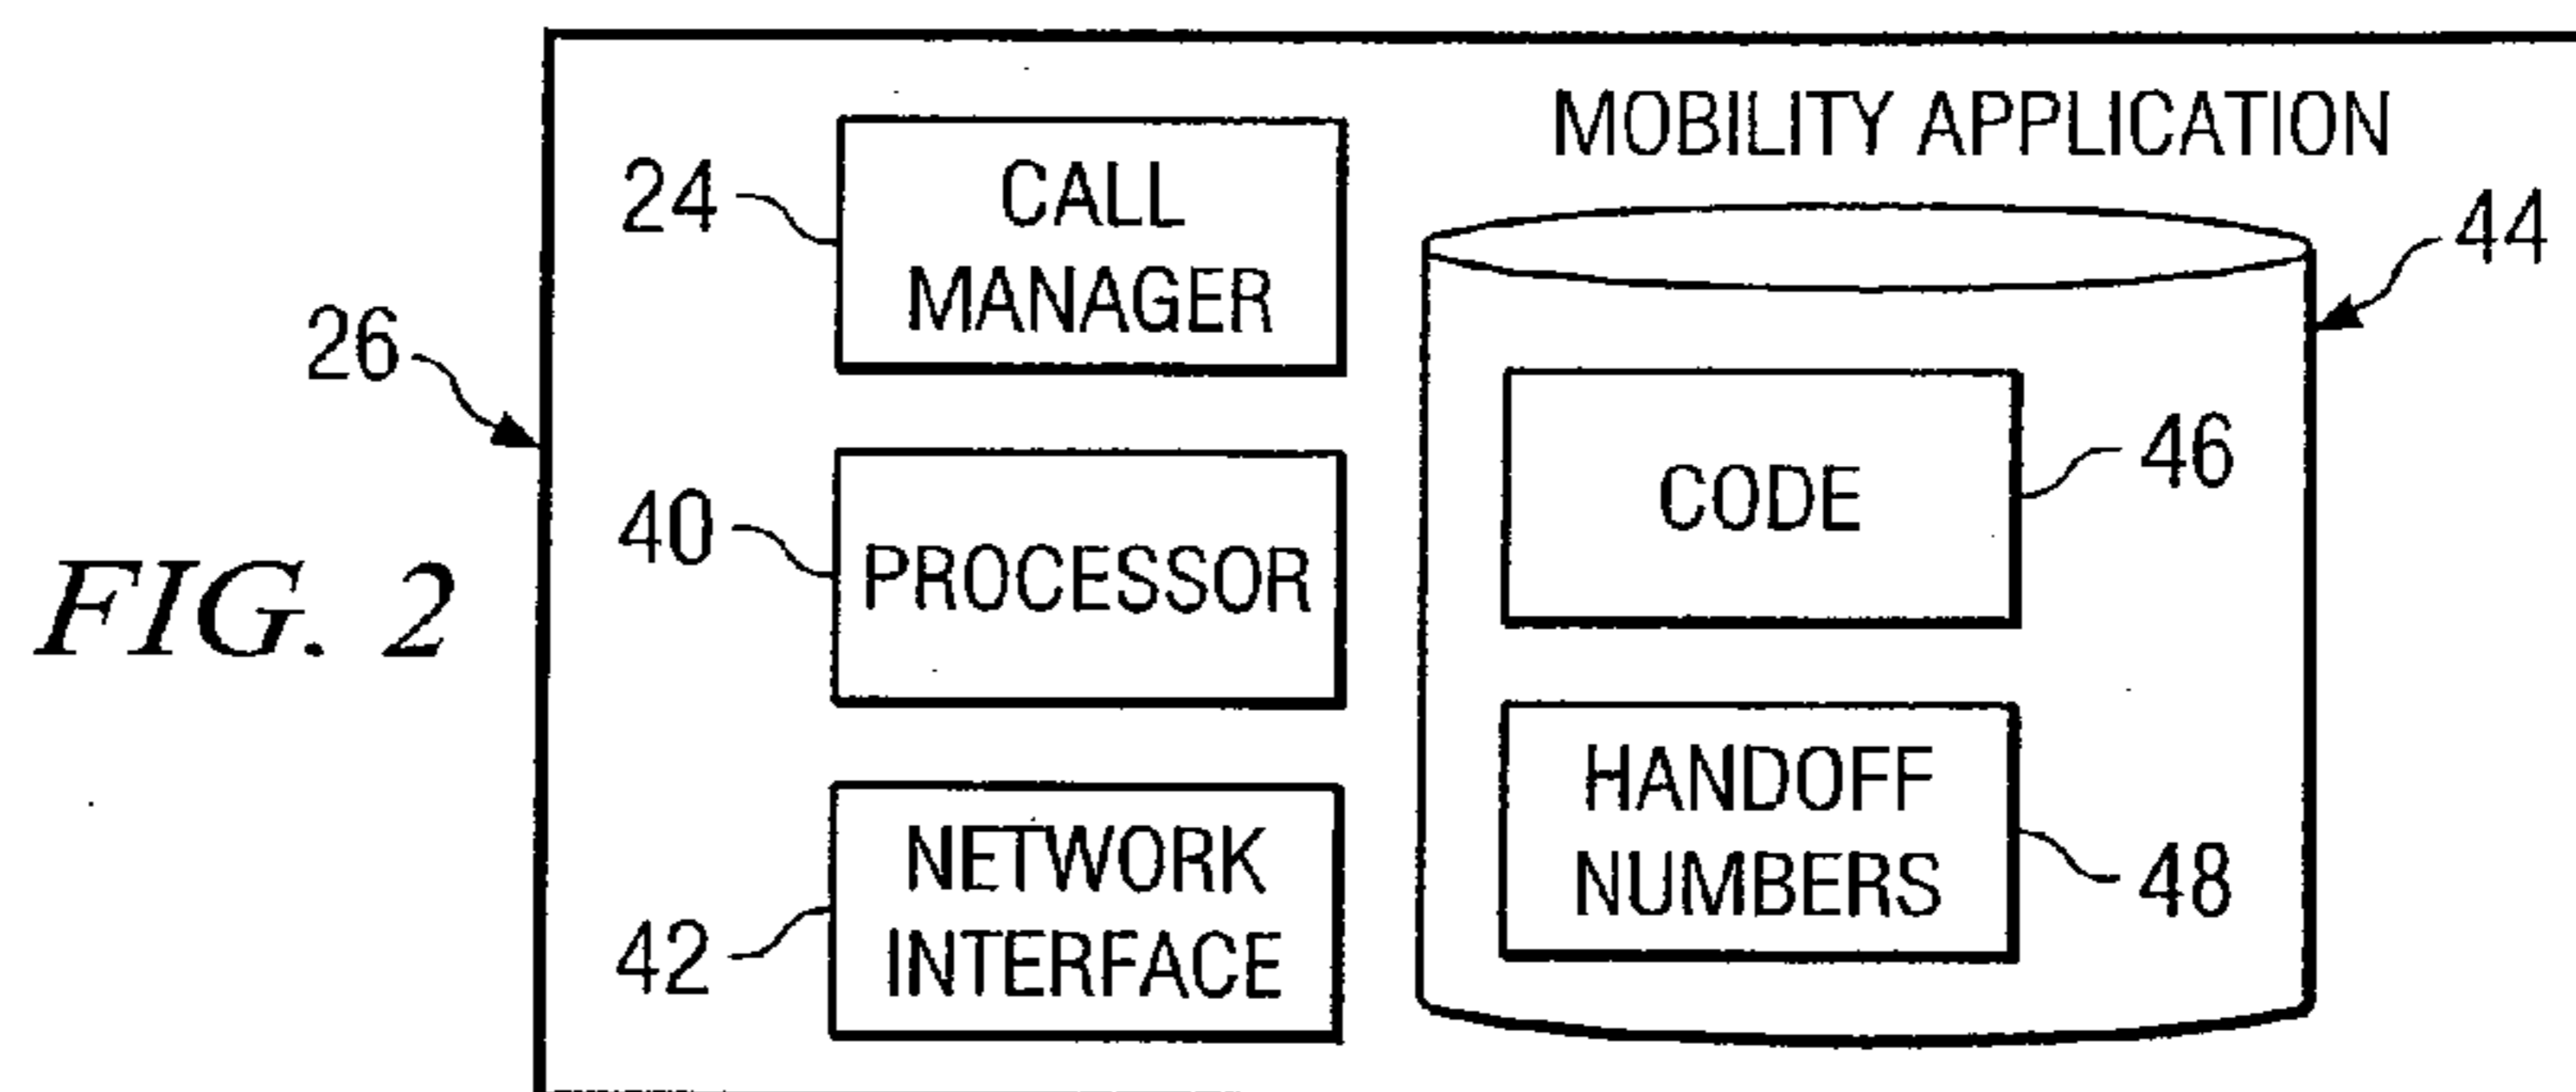 MOBILITY APPLICATION
24
CALL
MANAGER
44
26
CODE
46
40
PROCESSOR
FIG. 2
HANDOFF
NUMBERS
48
42
NETWORK
INTERFACE